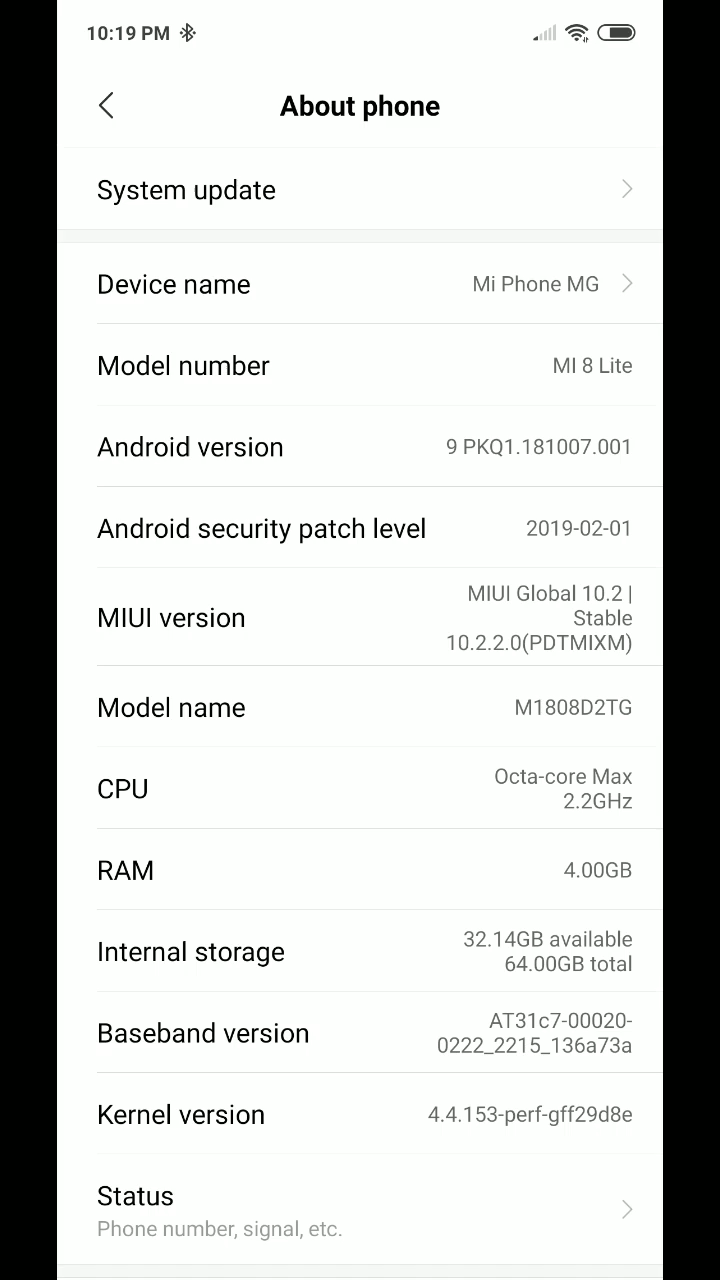 10:19 PM
About phone
System update
Device name Mi Phone MG
Model number MI 8 Lite
Android version 9 PKQ1.181007.001
Android security patch level 2019-02-01
MIUI version MIUI Global 10.2 |
Stable
10.2.2.0(PDTMIXM)
Model name M1808D2TG
CPU Octa-core Max
2.2GHz
RAM 4.00GB
Internal storage 32.14GB available
64.00GB total
Baseband version AT31c7-00020-
0222_2215_136a73a
Kernel version 4.4.153-perf-gff29d8e
Status
Phone number, signal, etc.